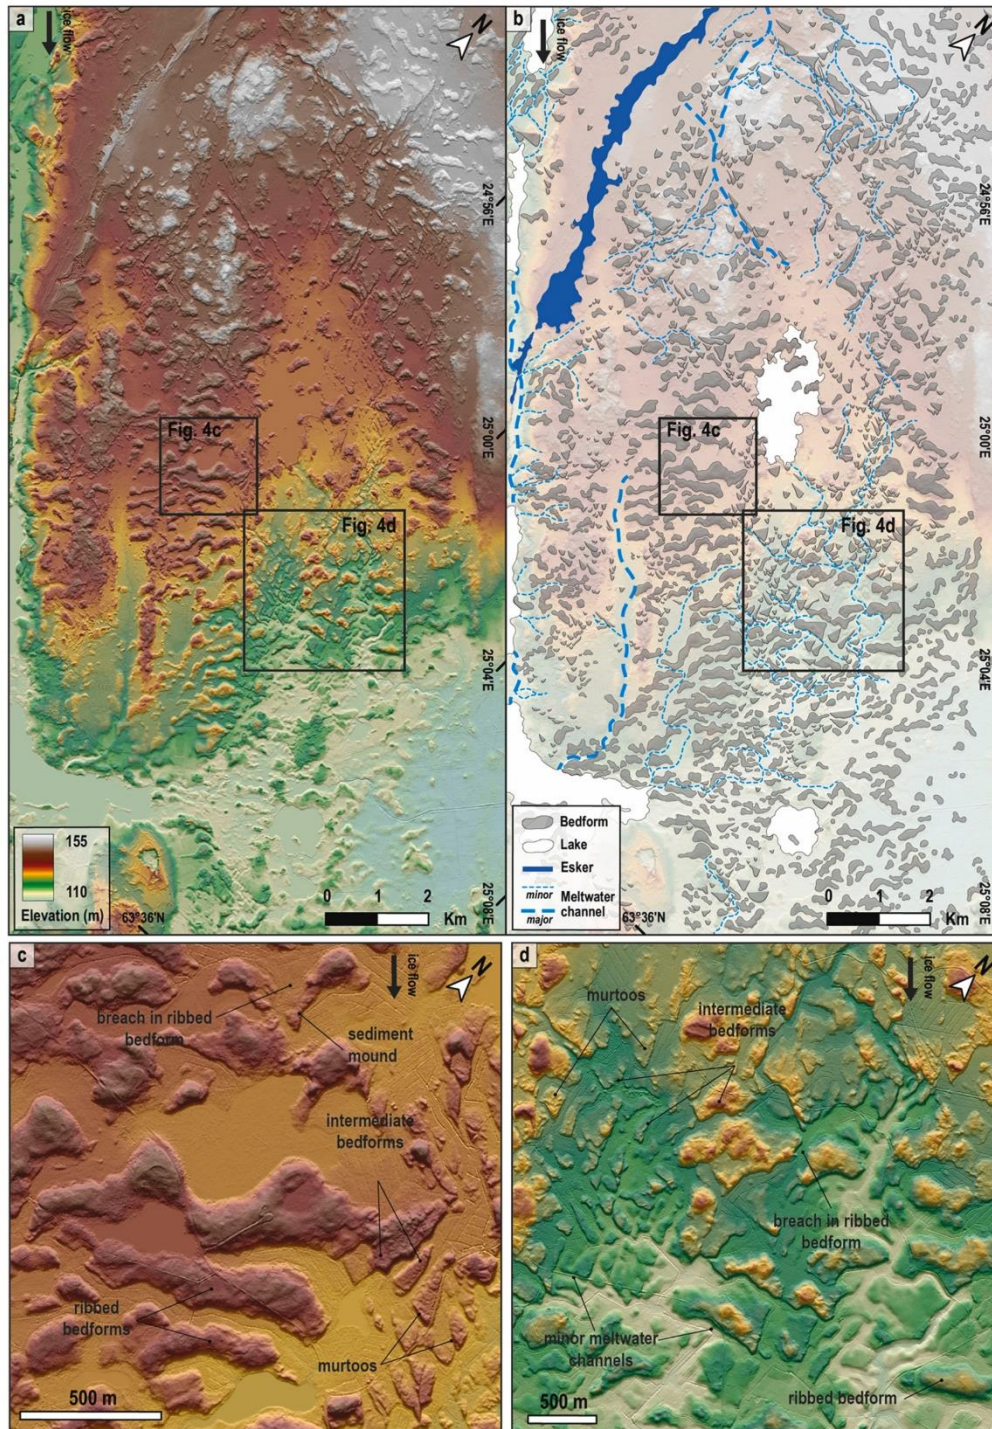 a
ice flow
N
24°56'E
Fig. 4c
25°00'E
Fig. 4d
25°04'E
155
110
Elevation (m)
63°36'N
0 1 2
Km
25°08'E
b
ice flow
N
24°56'E
Fig. 4c
25°00'E
Fig. 4d
25°04'E
Bedform
Lake
Esker
minor
Meltwater
channel
major
63°36'N
0 1 2
Km
25°08'E
c
ice flow
N
breach in ribbed
bedform
sediment
mound
intermediate
bedforms
ribbed
bedforms
murtoos
500 m
d
ice flow
N
murtoos
intermediate
bedforms
breach in ribbed
bedform
minor meltwater
channels
ribbed bedform
500 m